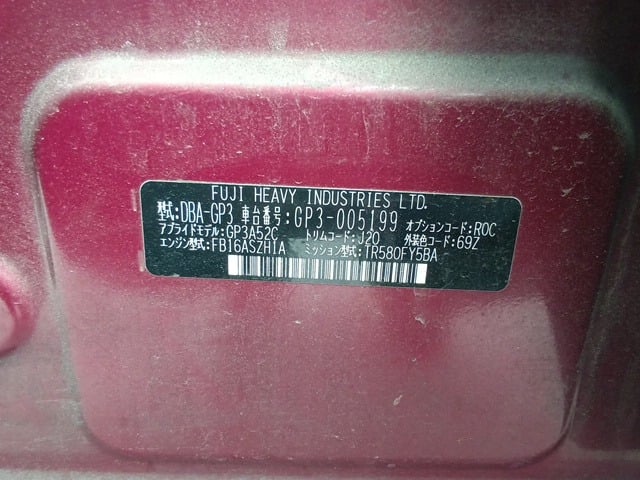 FUJI HEAVY INDUSTRIES LTD.
型式:DBA-GP3 車台番号:GP3-005199 オプションコード:ROC
アプライドモデル:GP3A52C トリムコード:J20 外装色コード:69Z
エンジン型式:FB16ASZH1A ミッション型式:TR580FY5BA